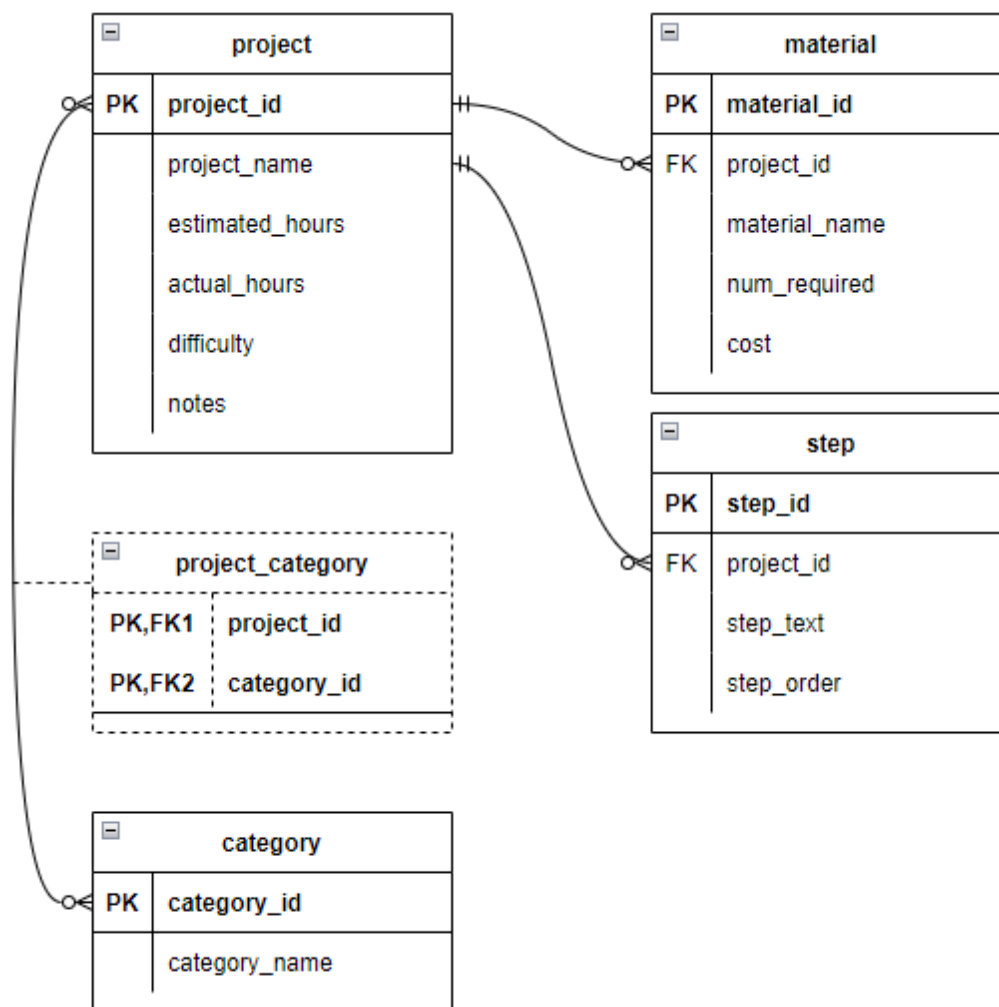 project
PK project_id
project_name
estimated_hours
actual_hours
difficulty
notes
material
PK material_id
FK project_id
material_name
num_required
cost
step
PK step_id
FK project_id
step_text
step_order
project_category
PK,FK1 project_id
PK,FK2 category_id
category
PK category_id
category_name